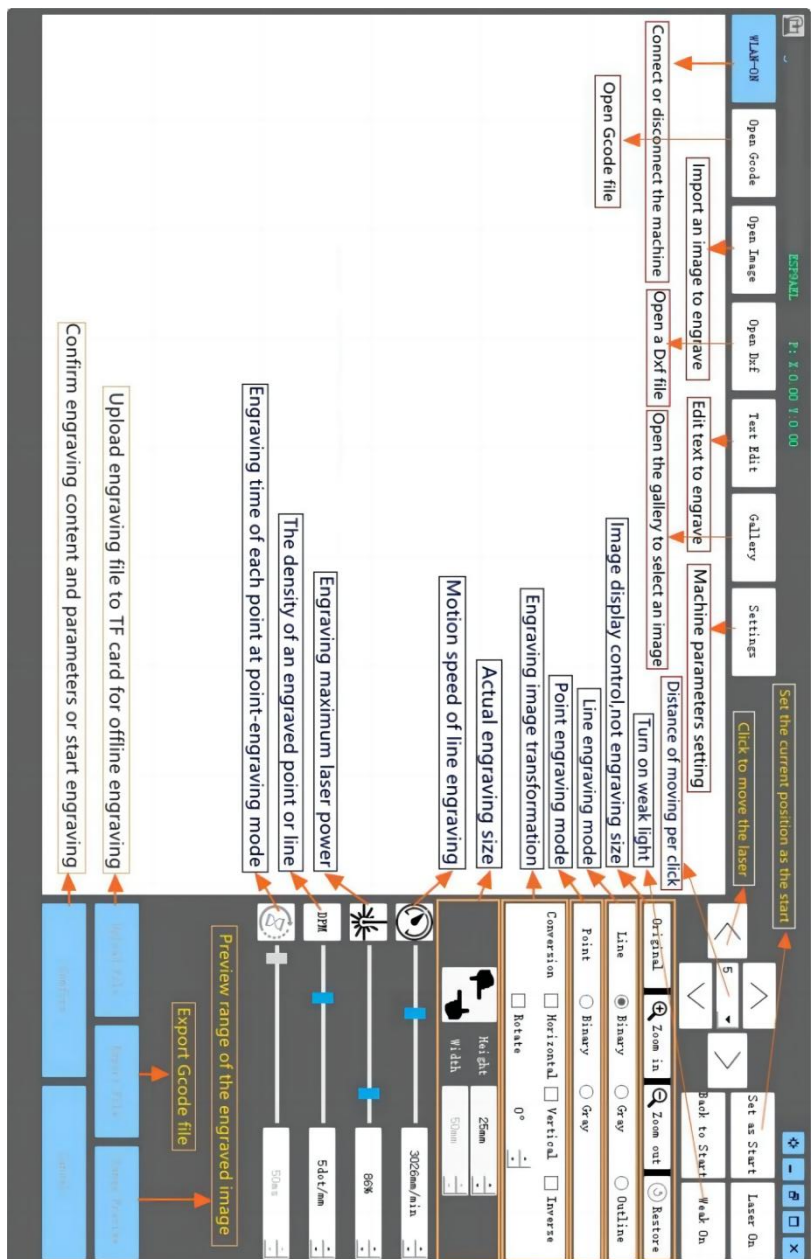 WLAN-ON
Open Gcode
Open Image
Open Dxf
Text Edit
Gallery
Settings
ESP9AEL P: X 0.00 Y:0.00
Set the current position as the start
Click to move the laser
Connect or disconnect the machine
Open Gcode file
Import an image to engrave
Open a Dxf file
Edit text to engrave
Open the gallery to select an image
Machine parameters setting
Distance of moving per click
Turn on weak light
Image display control,not engraving size
Line engraving mode
Point engraving mode
Engraving image transformation
Actual engraving size
Motion speed of line engraving
Engraving maximum laser power
The density of an engraved point or line
Engraving time of each point at point-engraving mode
Upload engraving file to TF card for offline engraving
Confirm engraving content and parameters or start engraving
5
Set as Start
Laser On
Back to Start
Weak On
Original
Zoom in
Zoom out
Restor
Line
Binary
Gray
Outline
Point
Binary
Gray
Conversion
Horizontal
Vertical
Inverse
Rotate
0°
Height
25mm
Width
50mm
3026mm/min
86%
DPM
5dot/mm
50ms
Preview range of the engraved image
Export Gcode file
Upload File
Export File